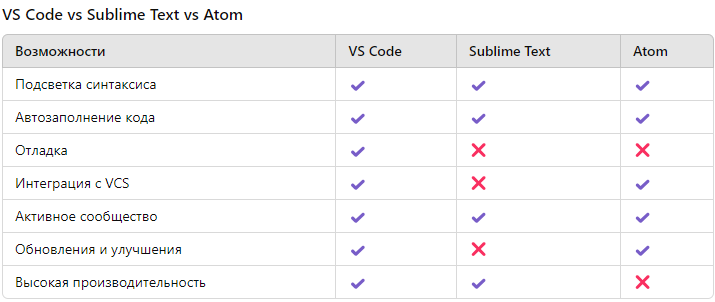 VS Code vs Sublime Text vs Atom
Возможности VS Code Sublime Text Atom
Подсветка синтаксиса
Автозаполнение кода
Отладка
Интеграция с VCS
Активное сообщество
Обновления и улучшения
Высокая производительность